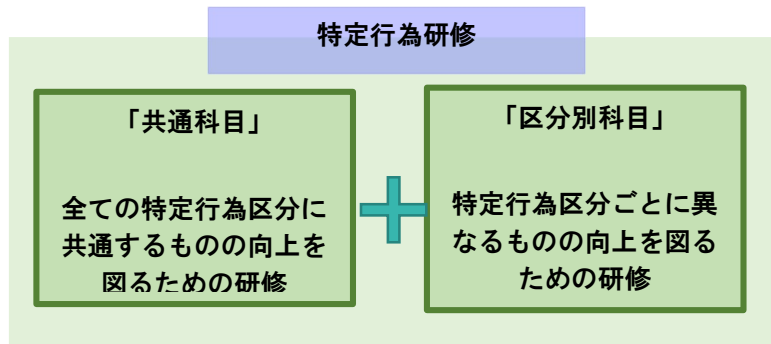 特定行為研修
「共通科目」
全ての特定行為区分に
共通するものの向上を
図るための研修
「区分別科目」
特定行為区分ごとに異
なるものの向上を図る
ための研修